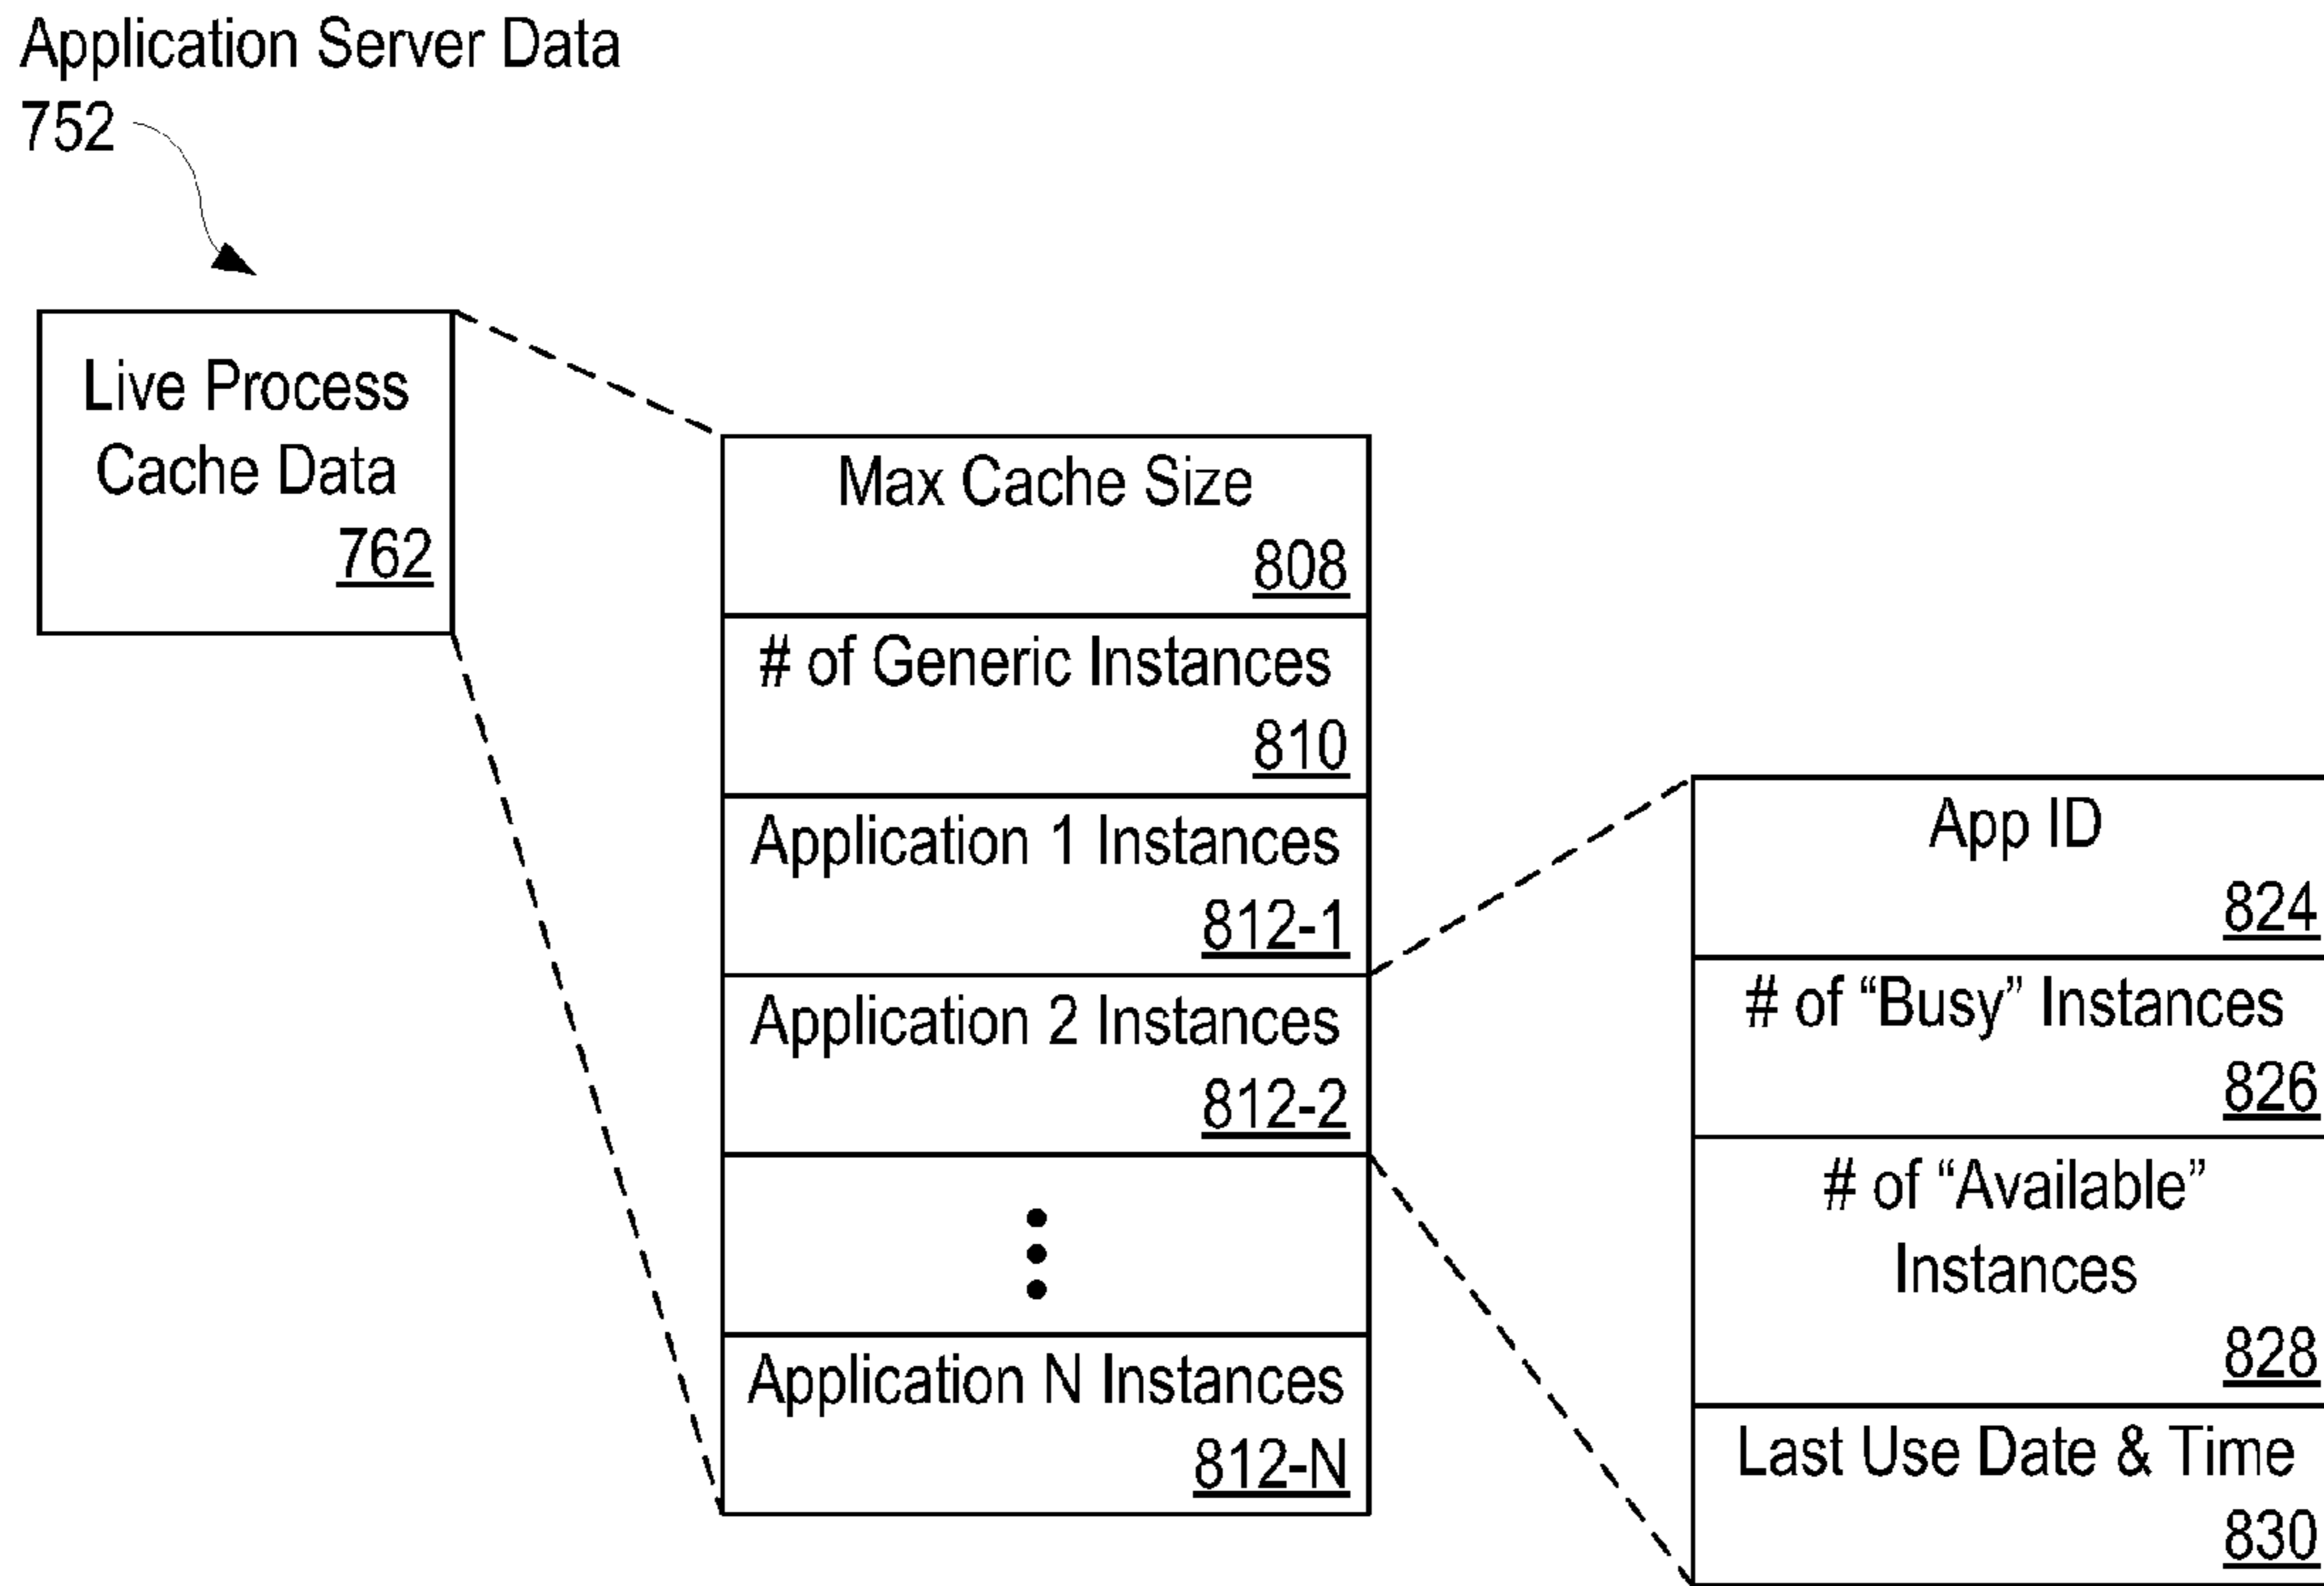 Application Server Data
752
Live Process
Cache Data
762
Max Cache Size
808
# of Generic Instances
810
Application 1 Instances
812-1
Application 2 Instances
812-2
Application N Instances
812-N
App ID
824
# of “Busy” Instances
826
# of “Available”
Instances
828
Last Use Date & Time
830